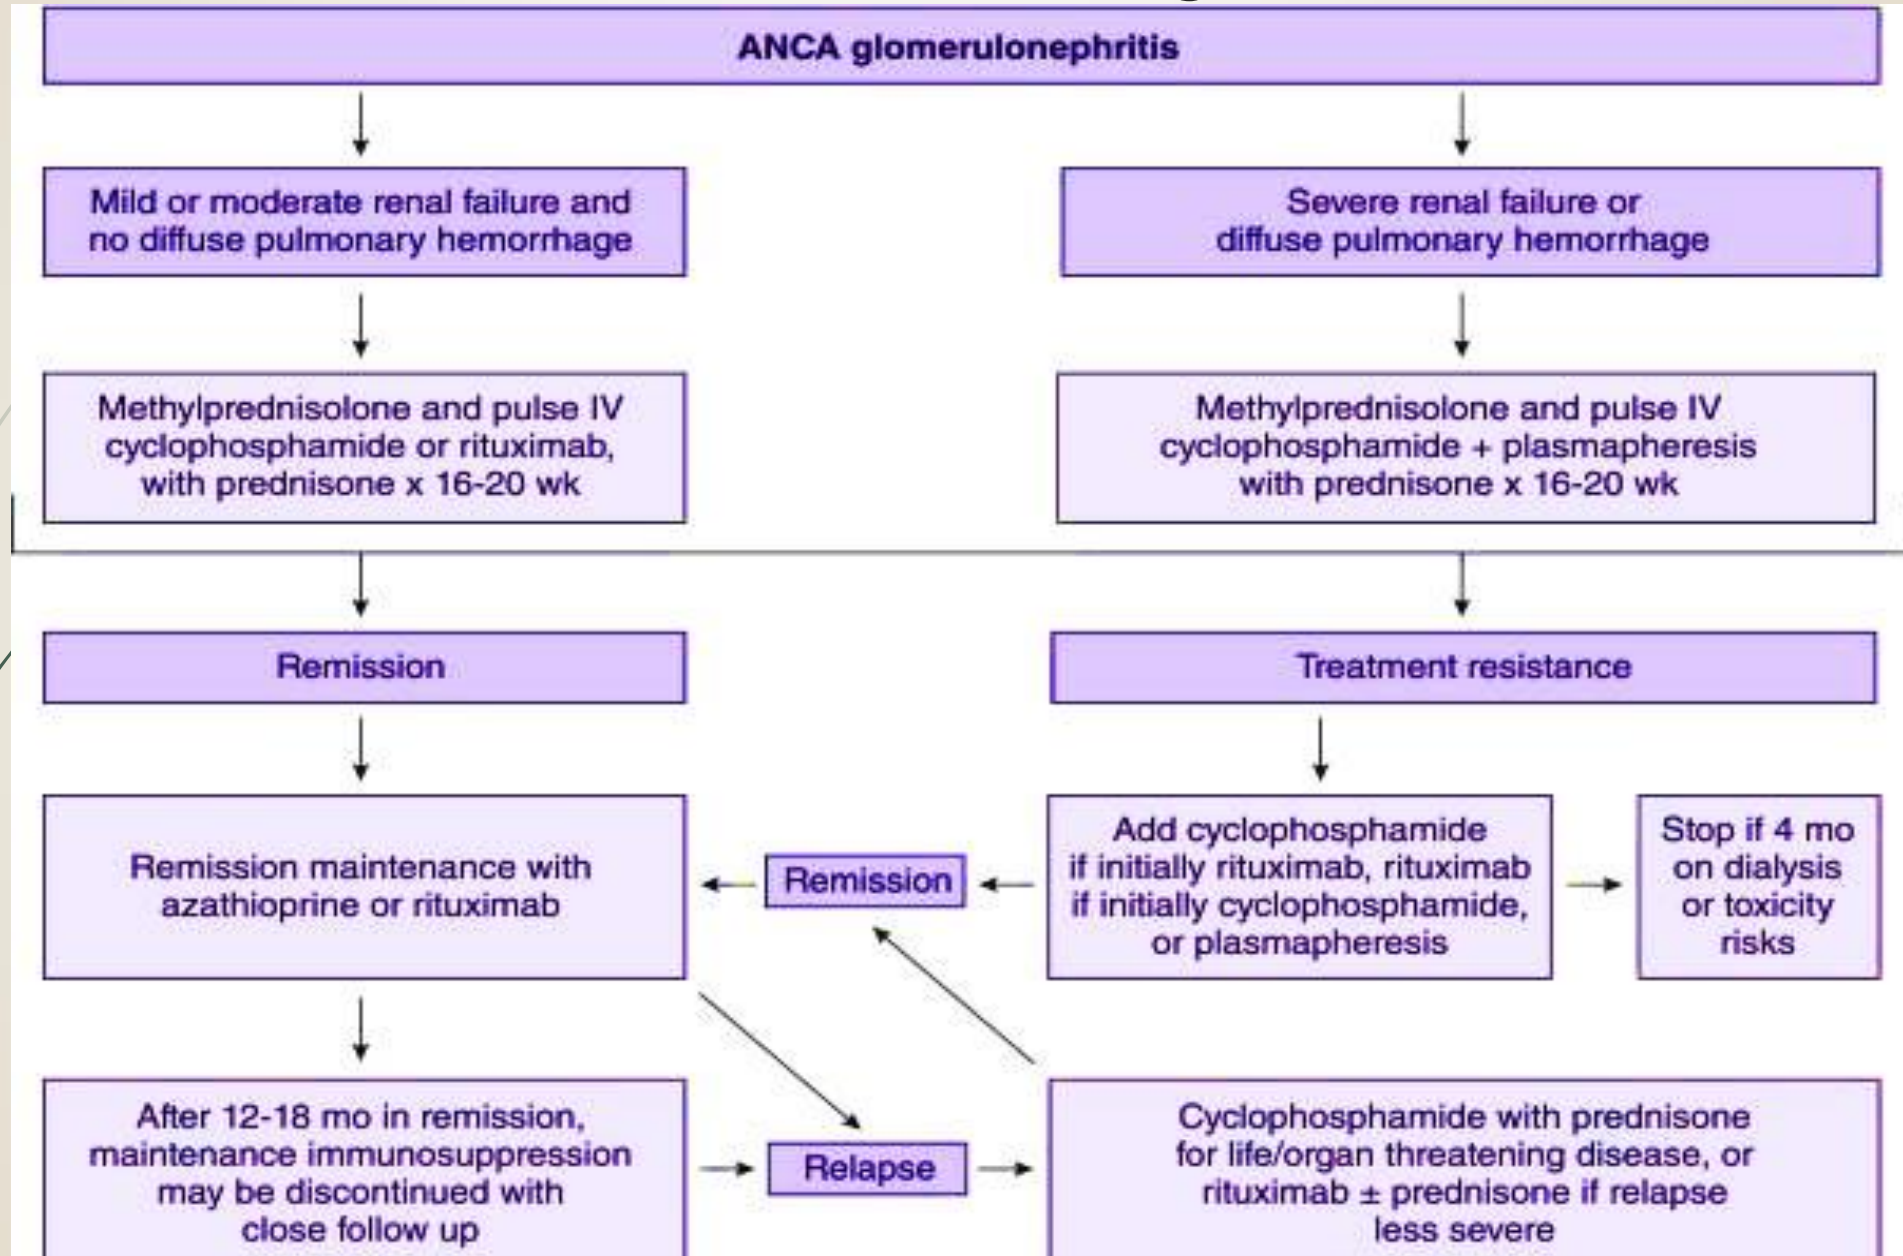 ANCA glomerulonephritis
Mild or moderate renal failure and
no diffuse pulmonary hemorrhage
Severe renal failure or
diffuse pulmonary hemorrhage
Methylprednisolone and pulse IV
cyclophosphamide or rituximab,
with prednisone x 16-20 wk
Methylprednisolone and pulse IV
cyclophosphamide + plasmapheresis
with prednisone x 16-20 wk
Remission
Treatment resistance
Remission maintenance with
azathioprine or rituximab
Remission
Add cyclophosphamide
if initially rituximab, rituximab
if initially cyclophosphamide,
or plasmapheresis
Stop if 4 mo
on dialysis
or toxicity
risks
After 12-18 mo in remission,
maintenance immunosuppression
may be discontinued with
close follow up
Relapse
Cyclophosphamide with prednisone
for life/organ threatening disease, or
rituximab ± prednisone if relapse
less severe